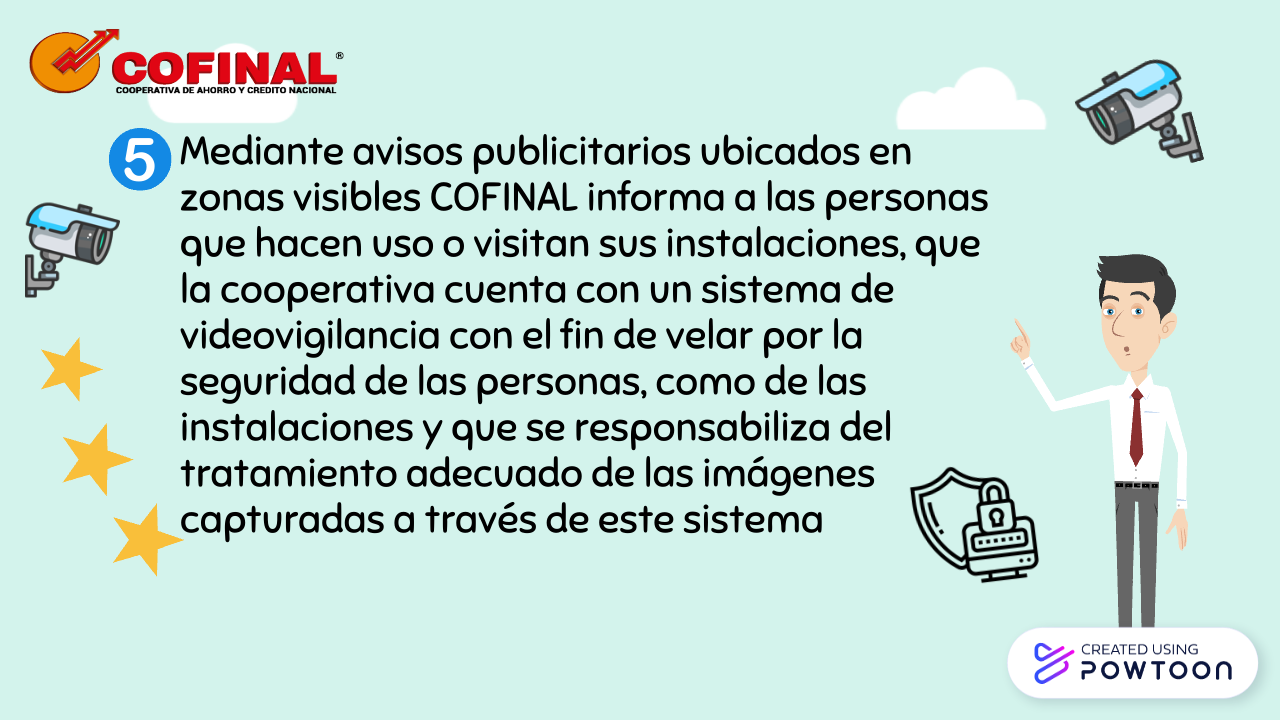 COFINAL®
COOPERATIVA DE AHORRO Y CREDITO NACIONAL
5
Mediante avisos publicitarios ubicados en
zonas visibles COFINAL informa a las personas
que hacen uso o visitan sus instalaciones, que
la cooperativa cuenta con un sistema de
videovigilancia con el fin de velar por la
seguridad de las personas, como de las
instalaciones y que se responsabiliza del
tratamiento adecuado de las imágenes
capturadas a través de este sistema
CREATED USING
POWTOON